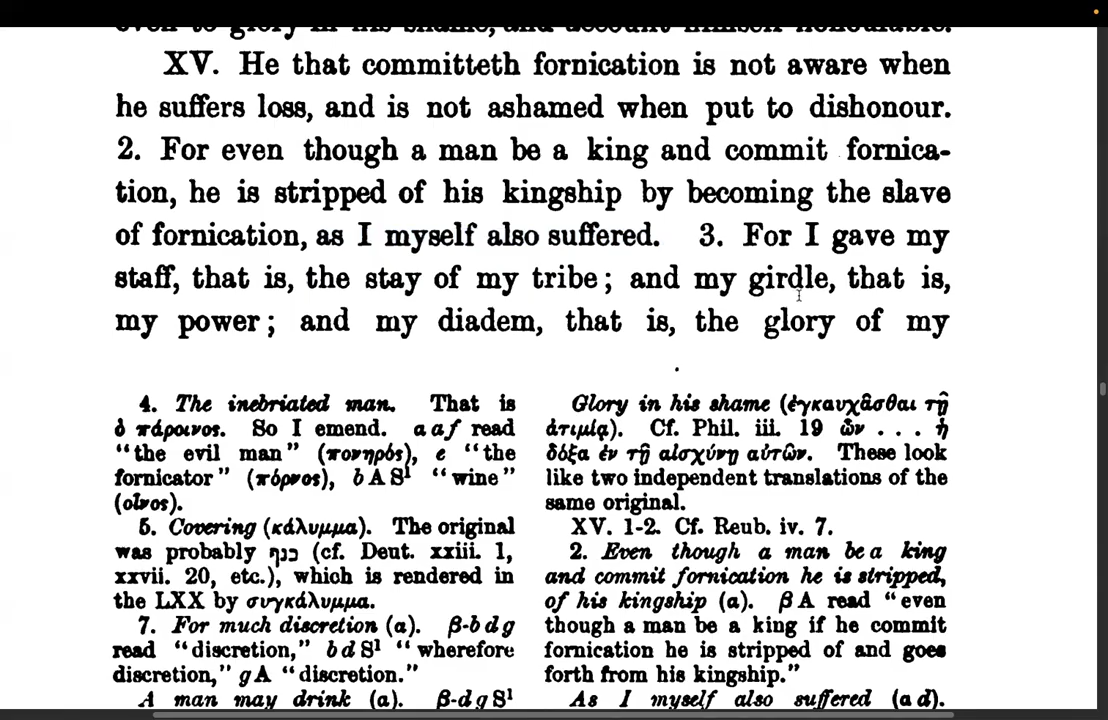 even to glory in his shame, and account himself honourable.
XV. He that committeth fornication is not aware when
he suffers loss, and is not ashamed when put to dishonour.
2. For even though a man be a king and commit fornica-
tion, he is stripped of his kingship by becoming the slave
of fornication, as I myself also suffered. 3. For I gave my
staff, that is, the stay of my tribe; and my girdle, that is,
my power; and my diadem, that is, the glory of my
4. The inebriated man. That is
ὁ πάροινος. So I emend. a a f read
"the evil man" (πονηρός), e "the
fornicator" (πόρνος), b A S¹ "wine"
(οἶνος).
5. Covering (κάλυμμα). The original
was probably כנף (cf. Deut. xxiii. 1,
xxvii. 20, etc.), which is rendered in
the LXX by συγκάλυμμα.
7. For much discretion (a). β-b d g
read "discretion," b d S¹ "wherefore
discretion," g A "discretion."
A man may drink (a). β-d g S¹
Glory in his shame (ἐγκαυχᾶσθαι τῇ
ἀτιμίᾳ). Cf. Phil. iii. 19 ὧν . . . ἡ
δόξα ἐν τῇ αἰσχύνῃ αὐτῶν. These look
like two independent translations of the
same original.
XV. 1-2. Cf. Reub. iv. 7.
2. Even though a man be a king
and commit fornication he is stripped,
of his kingship (a). β A read "even
though a man be a king if he commit
fornication he is stripped of and goes
forth from his kingship."
As I myself also suffered (a d).